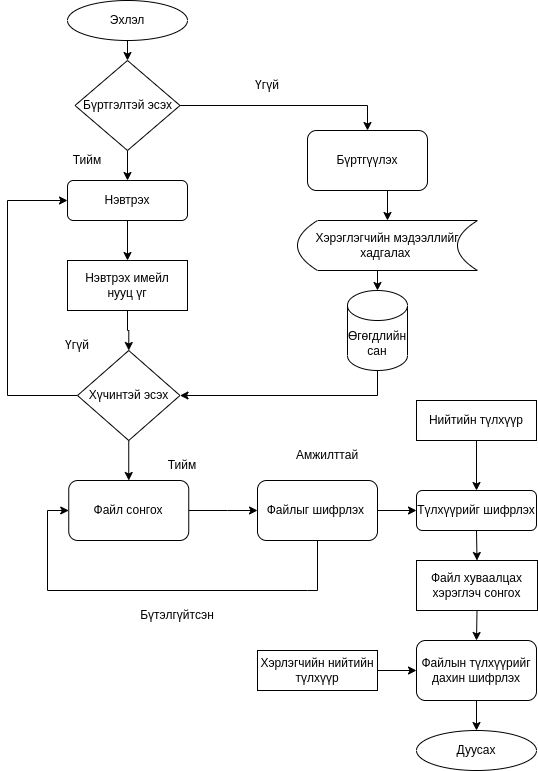 Эхлэл
Бүртгэлтэй эсэх
Үгүй
Тийм
Бүртгүүлэх
Нэвтрэх
Хэрэглэгчийн мэдээллийг
хадгалах
Нэвтрэх имейл
нууц үг
Өгөгдлийн
сан
Үгүй
Хүчинтэй эсэх
Нийтийн түлхүүр
Тийм
Амжилттай
Файл сонгох
Файлыг шифрлэх
Түлхүүрийг шифрлэх
Файл хуваалцах
хэрэглэч сонгох
Бүтэлгүйтсэн
Хэрлэгчийн нийтийн
түлхүүр
Файлын түлхүүрийг
дахин шифрлэх
Дуусах